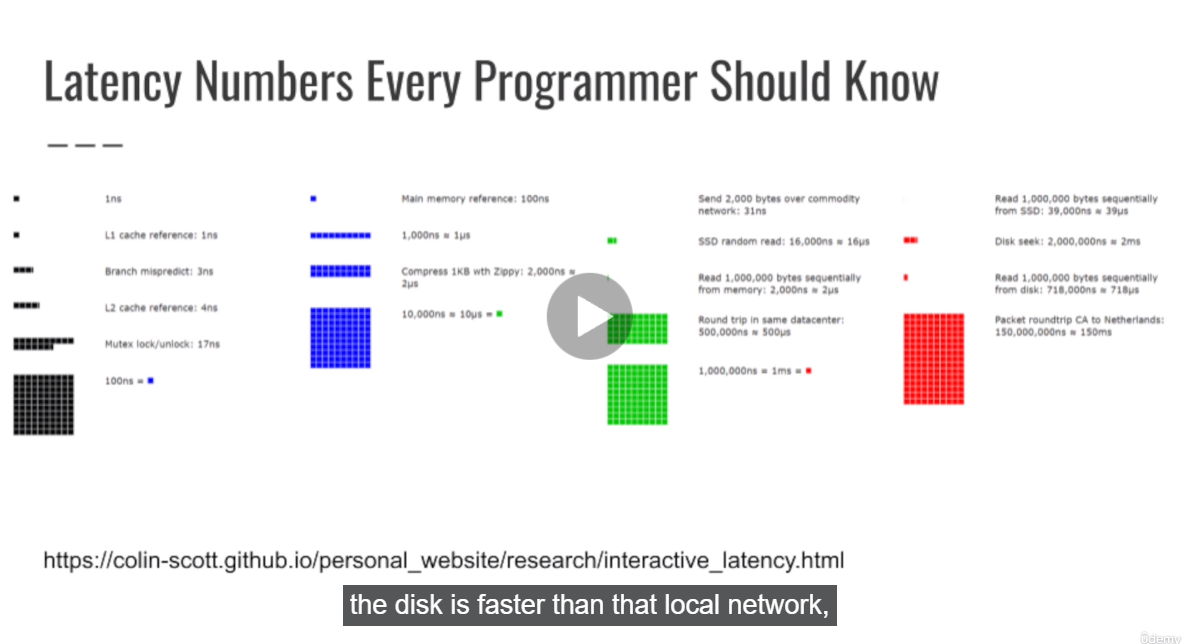 Latency Numbers Every Programmer Should Know
1ns
L1 cache reference: 1ns
Branch mispredict: 3ns
L2 cache reference: 4ns
Mutex lock/unlock: 17ns
100ns =
Main memory reference: 100ns
1,000ns ≈ 1μs
Compress 1KB wth Zippy: 2,000ns ≈
2μs
10,000ns ≈ 10μs =
Send 2,000 bytes over commodity
network: 31ns
SSD random read: 16,000ns ≈ 16μs
Read 1,000,000 bytes sequentially
from memory: 2,000ns ≈ 2μs
Round trip in same datacenter:
500,000ns ≈ 500μs
1,000,000ns = 1ms =
Read 1,000,000 bytes sequentially
from SSD: 39,000ns ≈ 39μs
Disk seek: 2,000,000ns ≈ 2ms
Read 1,000,000 bytes sequentially
from disk: 718,000ns ≈ 718μs
Packet roundtrip CA to Netherlands:
150,000,000ns ≈ 150ms
https://colin-scott.github.io/personal_website/research/interactive_latency.html
the disk is faster than that local network,
ûdemy